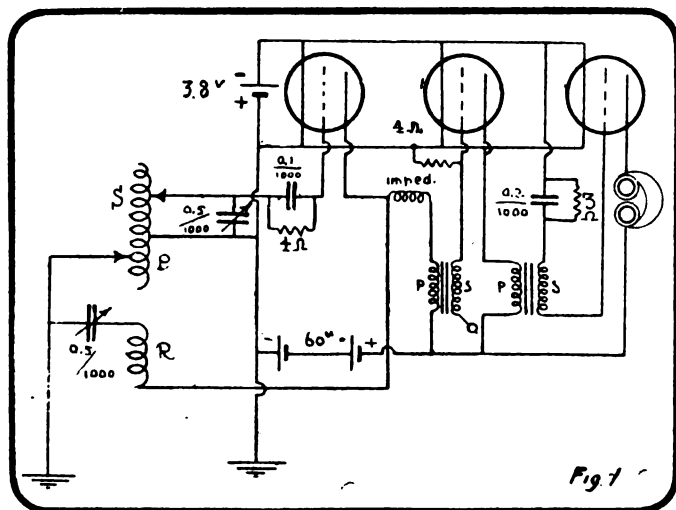 3.8 v
-
+
4 Ω
0.1
1000
imped.
0.2
1000
3
Ω
S
0.5
1000
4 Ω
P
S
P
S
P
- 60 v +
0.5
1000
R
Fig. 1